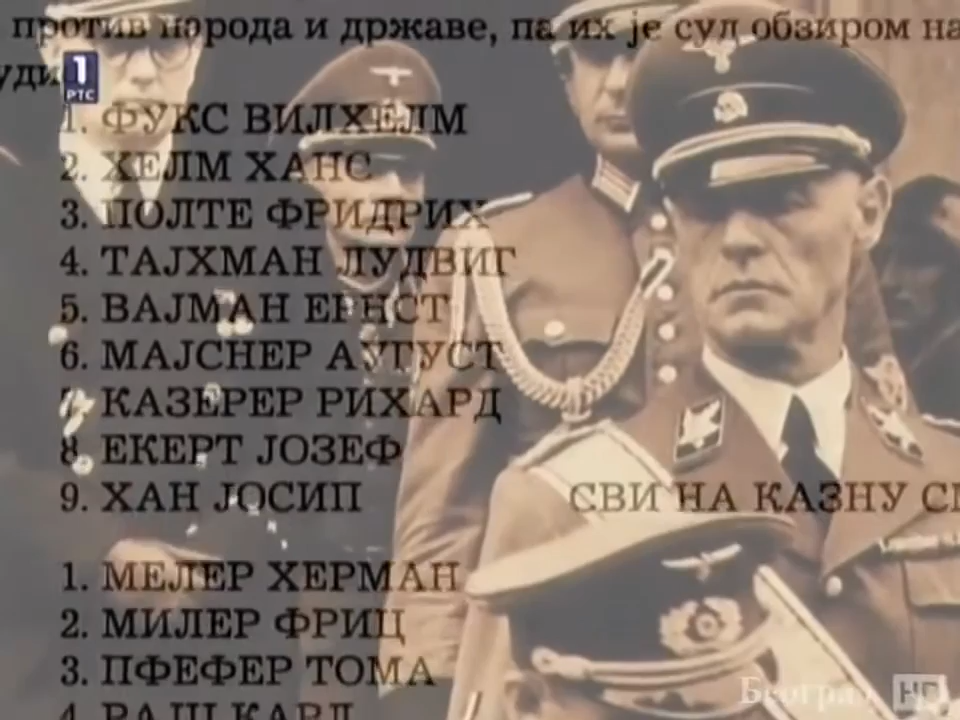 против народа и државе, па их је суд обзиром на
1
РТС
1. ФУКС ВИЛХЕЛМ
2. ХЕЛМ ХАНС
3. ПОЛТЕ ФРИДРИХ
4. ТАЈХМАН ЛУДВИГ
5. ВАЈМАН ЕРНСТ
6. МАЈСНЕР АУГУСТ
7. КАЗЕРЕР РИХАРД
8. ЕКЕРТ ЈОЗЕФ
9. ХАН ЈОСИП СВИ НА КАЗНУ
1. МЕЛЕР ХЕРМАН
2. МИЛЕР ФРИЦ
3. ПФЕФЕР ТОМА